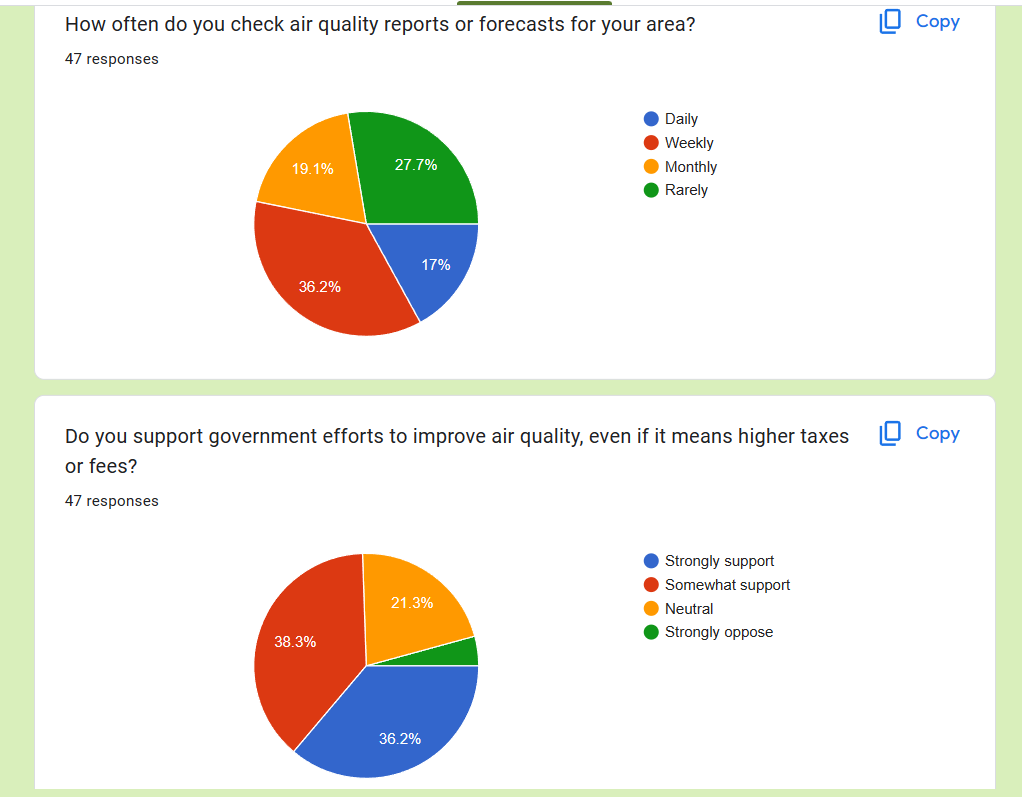 How often do you check air quality reports or forecasts for your area?
Copy
47 responses
Daily
Weekly
Monthly
Rarely
27.7%
19.1%
17%
36.2%
Do you support government efforts to improve air quality, even if it means higher taxes
or fees?
Copy
47 responses
Strongly support
Somewhat support
Neutral
Strongly oppose
21.3%
38.3%
36.2%